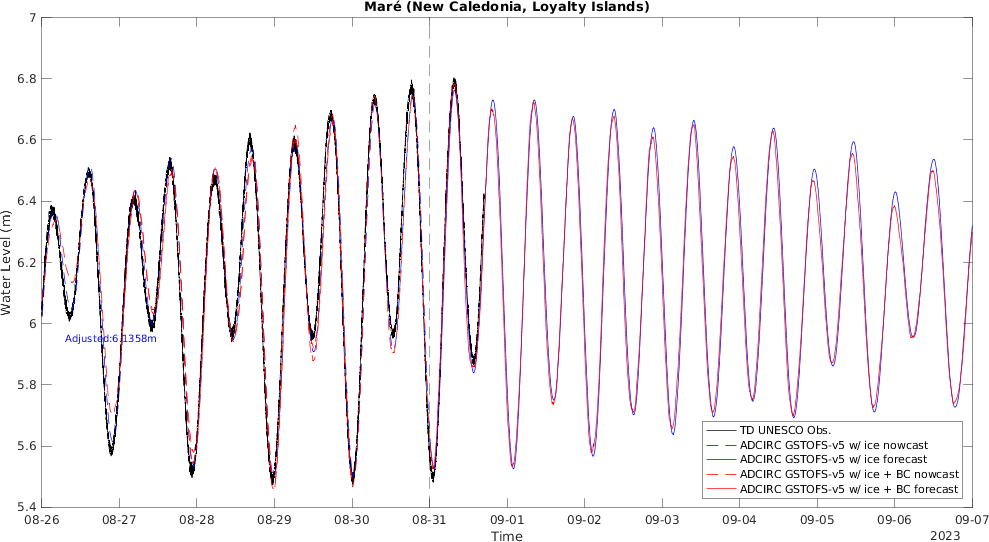 Maré (New Caledonia, Loyalty Islands)
7
6.8
6.6
6.4
6.2
6
5.8
5.6
5.4
Water Level (m)
Adjusted:6.1358m
TD UNESCO Obs.
ADCIRC GSTOFS-v5 w/ ice nowcast
ADCIRC GSTOFS-v5 w/ ice forecast
ADCIRC GSTOFS-v5 w/ ice + BC nowcast
ADCIRC GSTOFS-v5 w/ ice + BC forecast
08-26 08-27 08-28 08-29 08-30 08-31 09-01 09-02 09-03 09-04 09-05 09-06 09-07
Time
2023